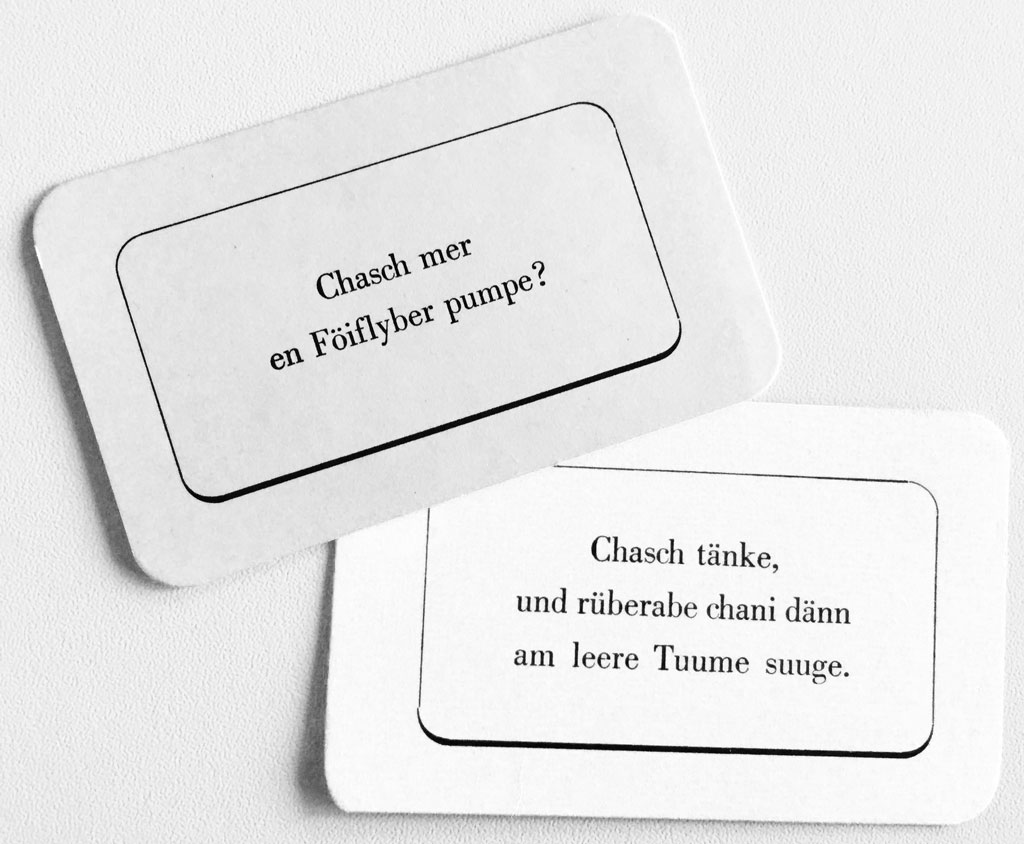 Chasch mer
en Föiflyber pumpe?
Chasch tänke,
und rüberabe chani dänn
am leere Tuume suuge.